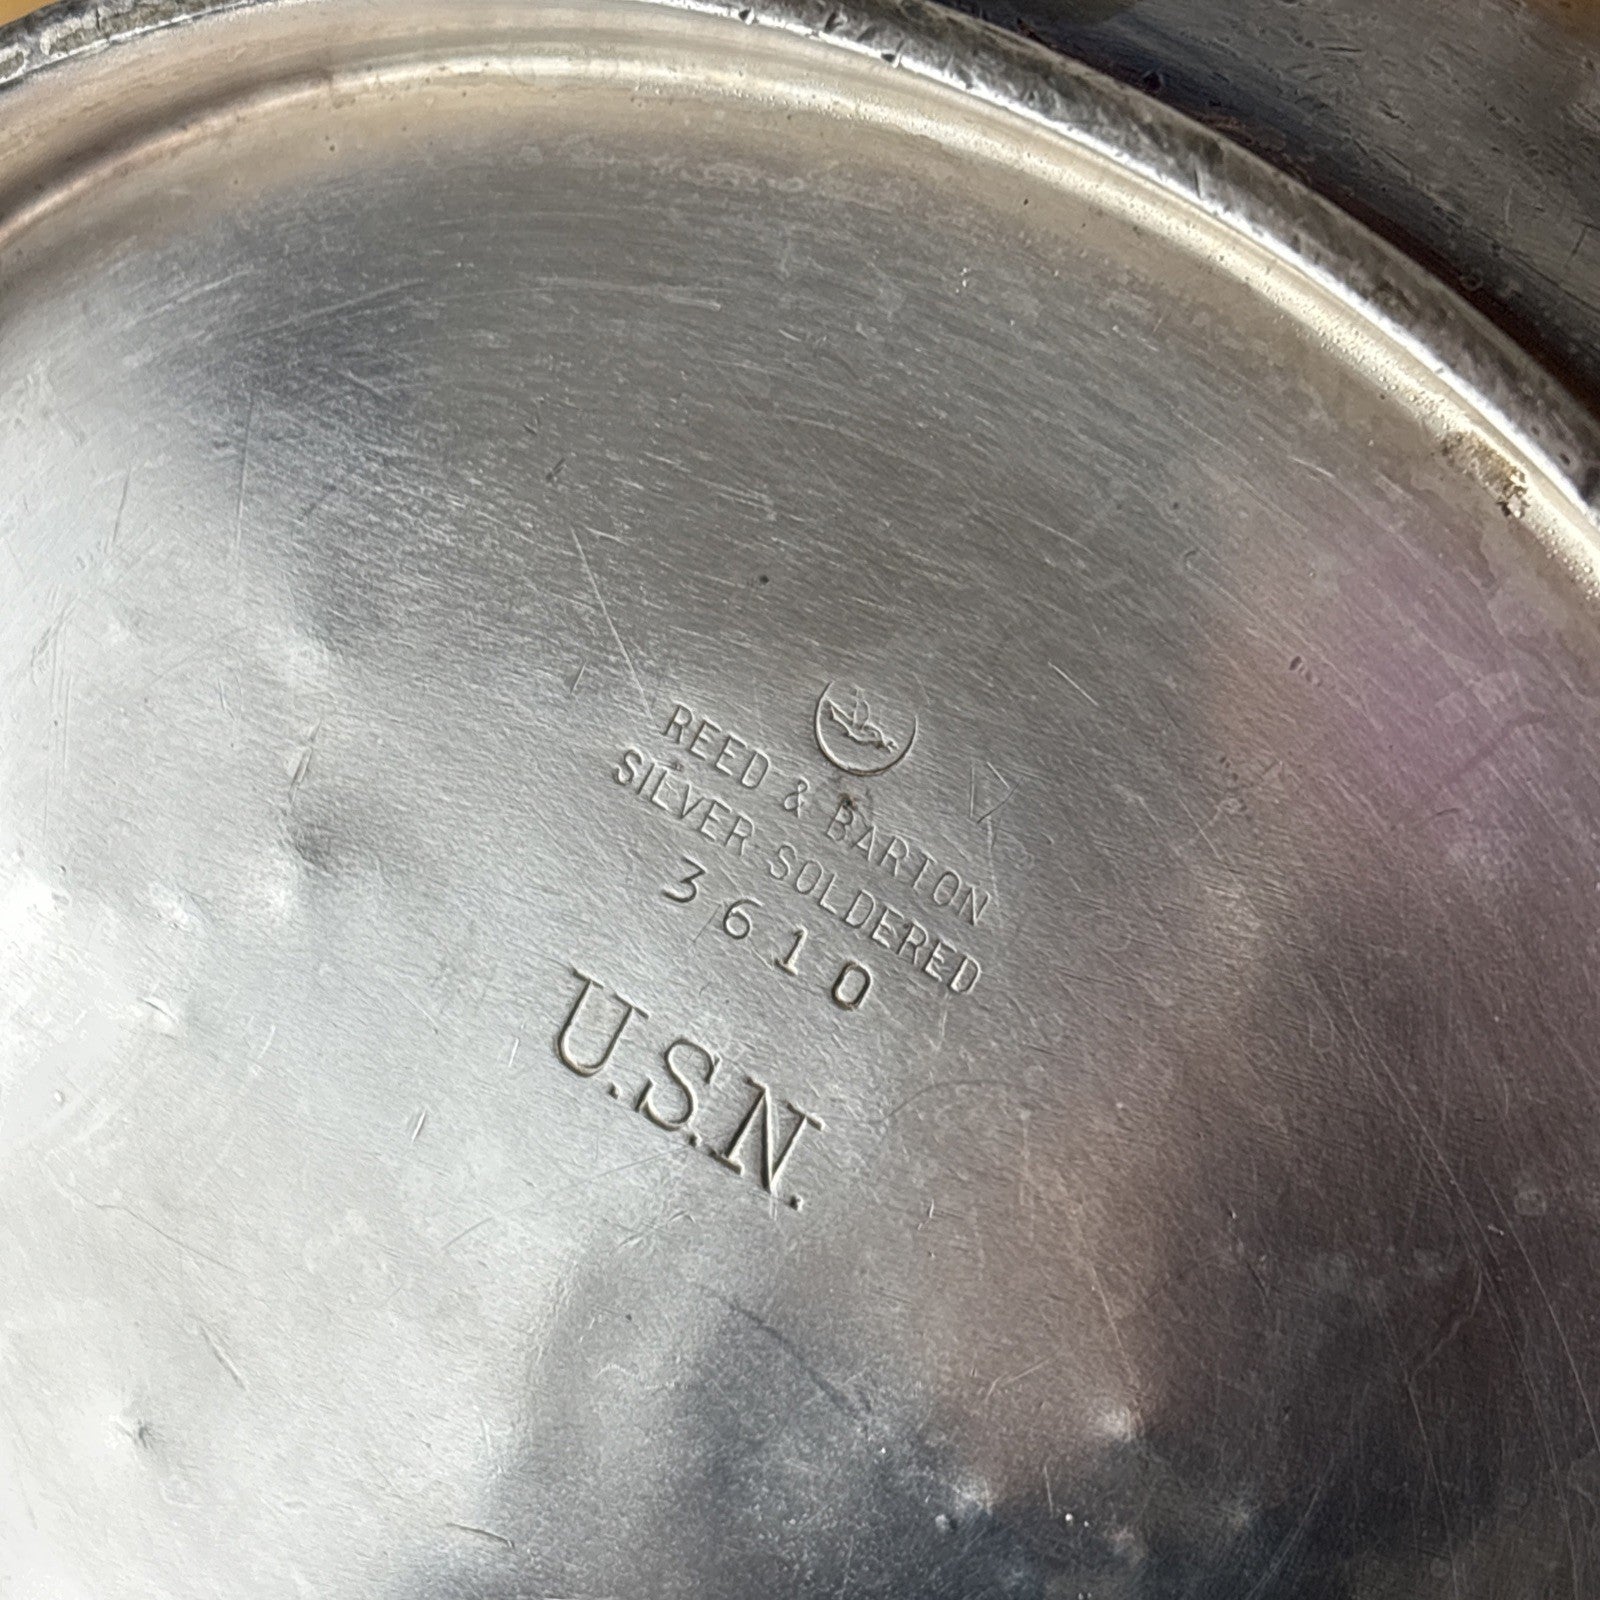 REED & BARTON
SILVER SOLDERED
3610
U.S.N.